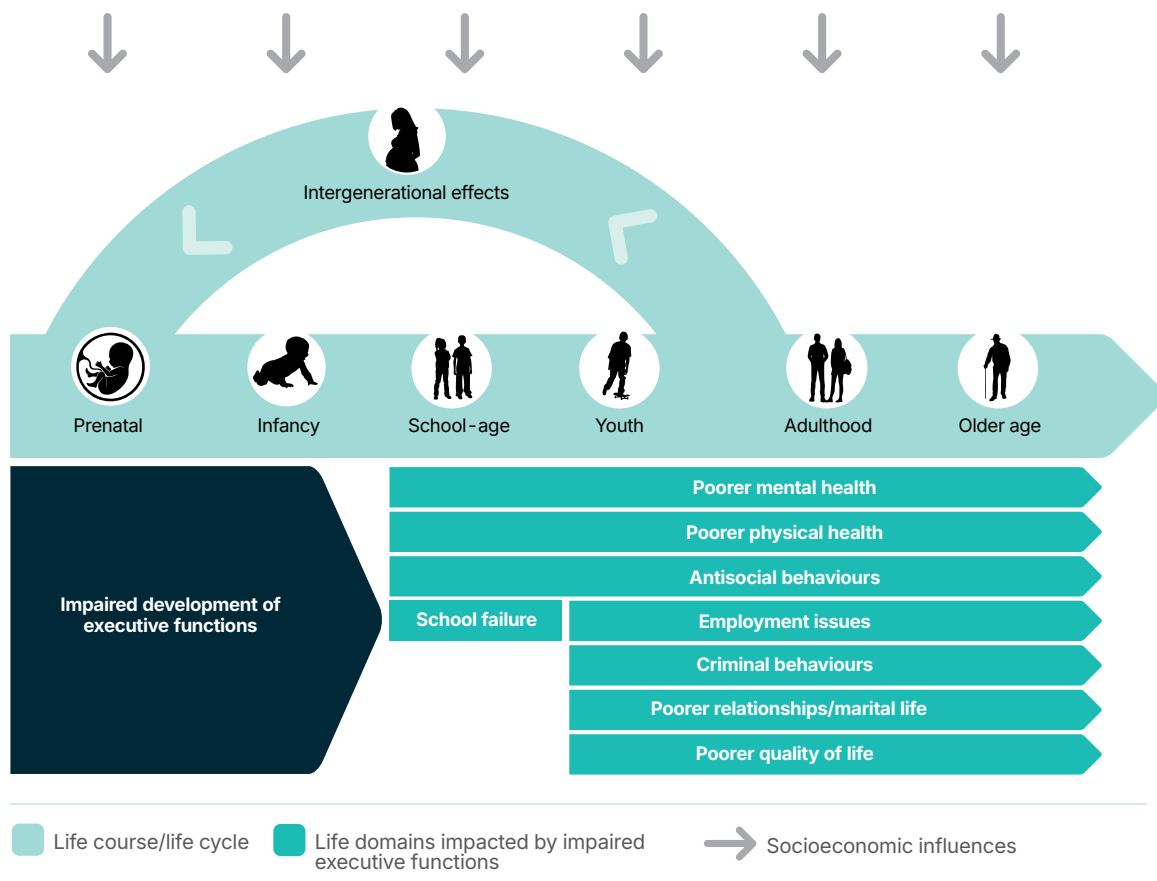 Intergenerational effects
Prenatal
Infancy
School-age
Youth
Adulthood
Older age
Impaired development of
executive functions
Poorer mental health
Poorer physical health
Antisocial behaviours
School failure
Employment issues
Criminal behaviours
Poorer relationships/marital life
Poorer quality of life
Life course/life cycle
Life domains impacted by impaired
executive functions
Socioeconomic influences